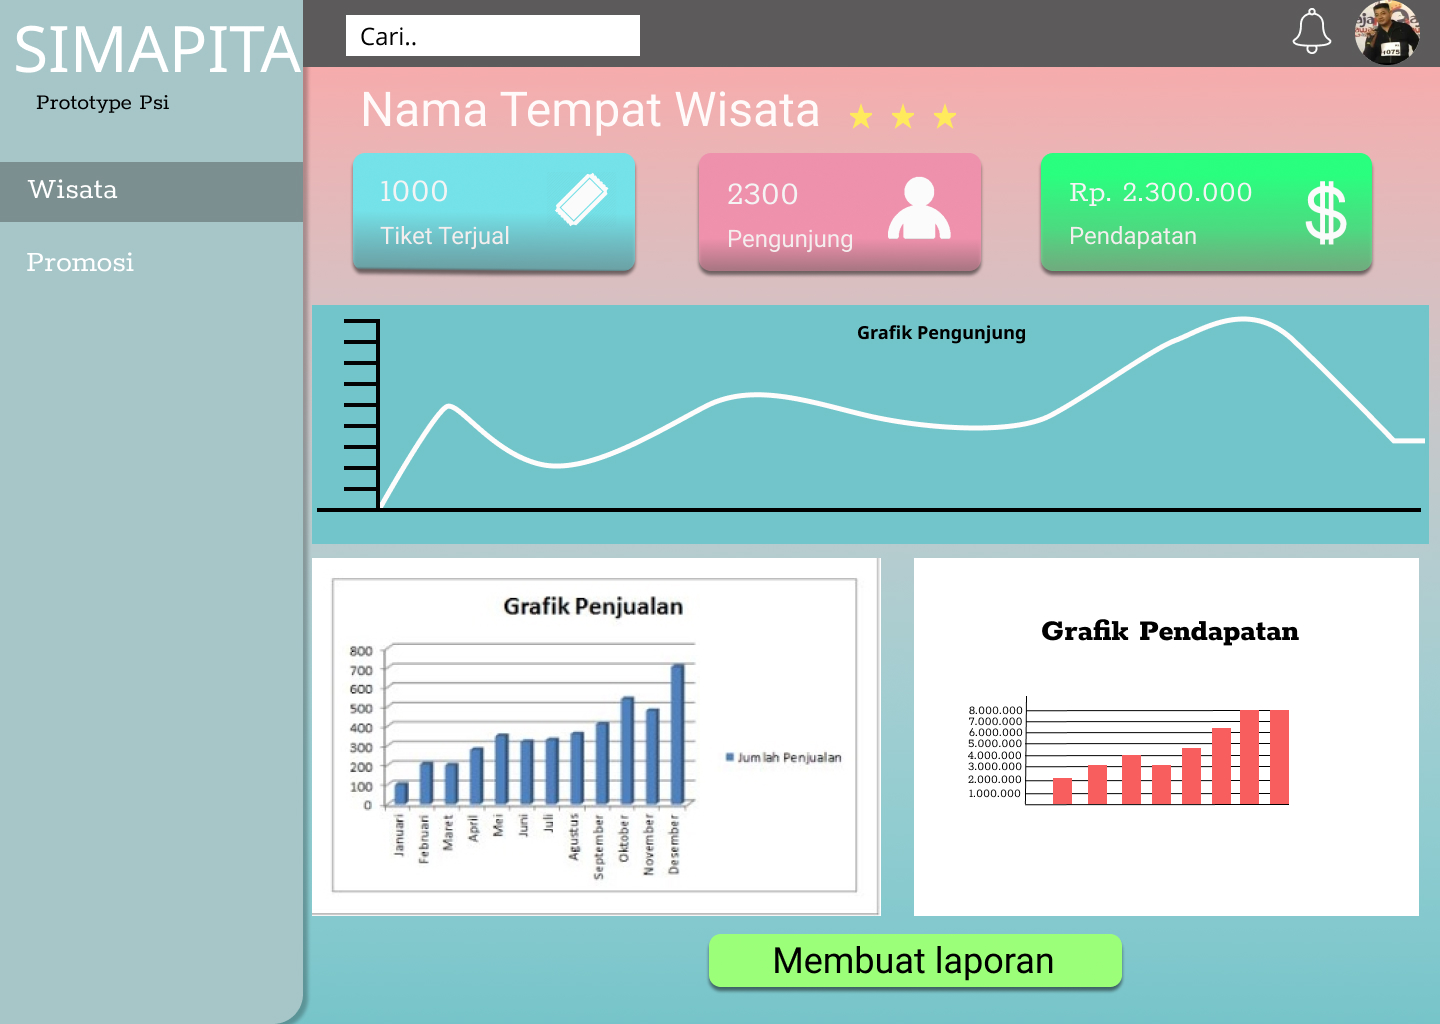 SIMAPITA
Prototype Psi
Cari..
Wisata
Promosi
Nama Tempat Wisata
1000
Tiket Terjual
2300
Pengunjung
Rp. 2.300.000
Pendapatan
$
Grafik Pengunjung
Grafik Penjualan
800
700
600
500
400
300
200
100
0
Januari
Februari
Maret
April
Mei
Juni
Juli
Agustus
September
Oktober
November
Desember
Jumlah Penjualan
Grafik Pendapatan
8.000.000
7.000.000
6.000.000
5.000.000
4.000.000
3.000.000
2.000.000
1.000.000
Membuat laporan